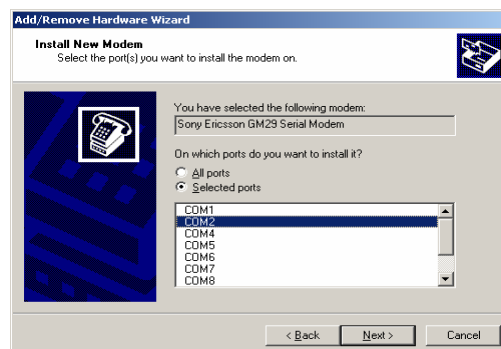 Add/Remove Hardware Wizard
Install New Modem
Select the port(s) you want to install the modem on.
You have selected the following modem:
Sony Ericsson GM29 Serial Modem
On which ports do you want to install it?
All ports
Selected ports
COM1
COM2
COM4
COM5
COM6
COM7
COM8
< Back
Next >
Cancel